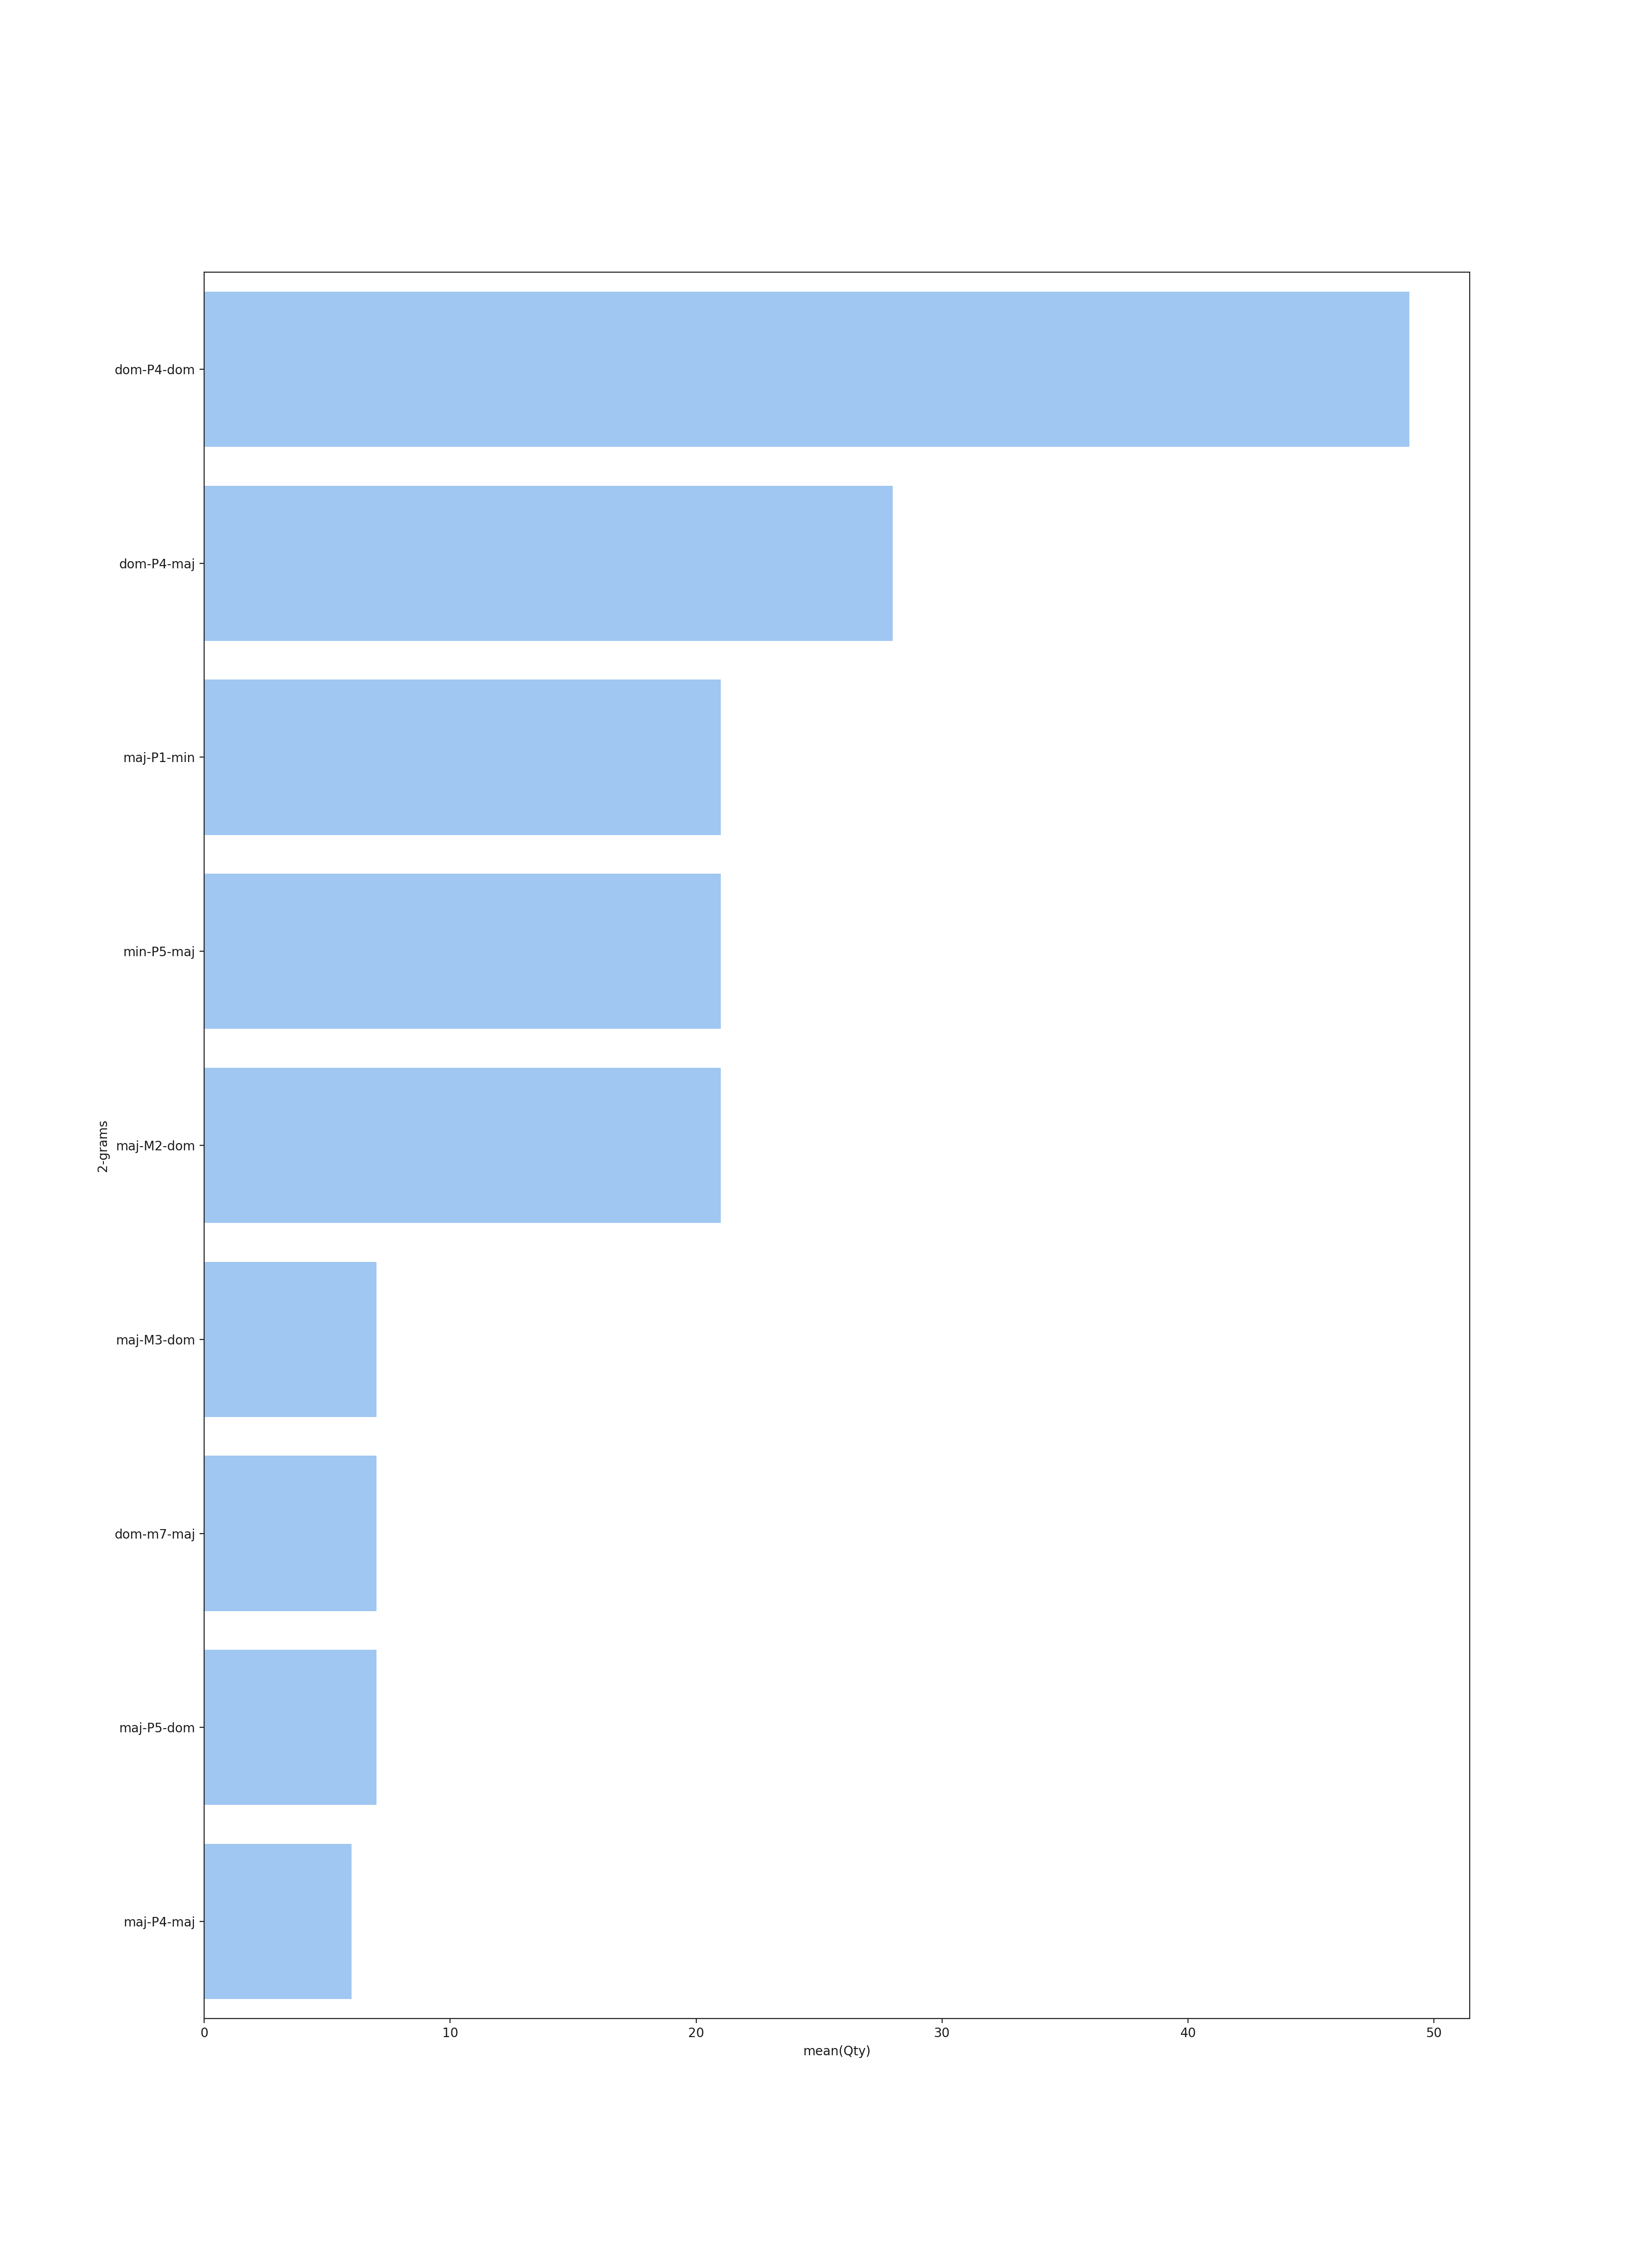 dom-P4-dom
dom-P4-maj
maj-P1-min
min-P5-maj
2-grams
maj-M2-dom
maj-M3-dom
dom-m7-maj
maj-P5-dom
maj-P4-maj
0 10 20 30 40 50
mean(Qty)